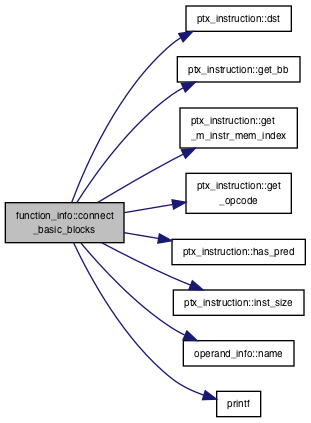 ptx_instruction::dst
ptx_instruction::get_bb
ptx_instruction::get
_m_instr_mem_index
function_info::connect
_basic_blocks
ptx_instruction::get
_opcode
ptx_instruction::has_pred
ptx_instruction::inst_size
operand_info::name
printf